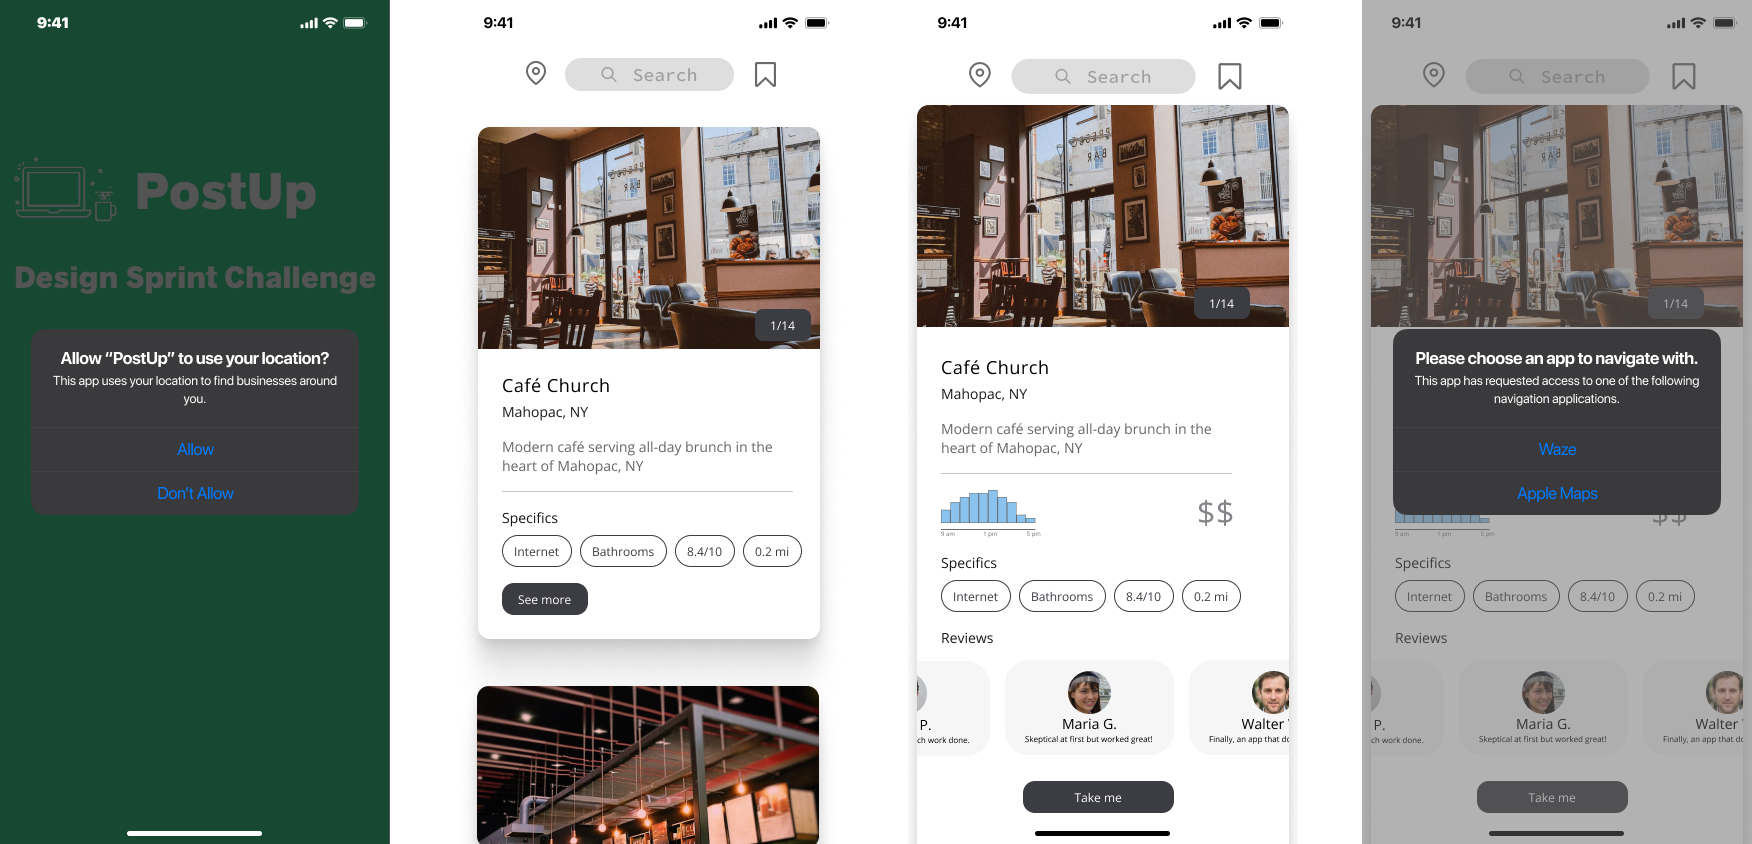 9:41
PostUp
Design Sprint Challenge
Allow “PostUp” to use your location?
This app uses your location to find businesses around
you.
Allow
Don’t Allow
9:41
Search
1/14
Café Church
Mahopac, NY
Modern café serving all-day brunch in the
heart of Mahopac, NY
Specifics
Internet
Bathrooms
8.4/10
0.2 mi
See more
9:41
Search
1/14
Café Church
Mahopac, NY
Modern café serving all-day brunch in the
heart of Mahopac, NY
$$
9 am 1 pm 5 pm
Specifics
Internet
Bathrooms
8.4/10
0.2 mi
Reviews
P.
ch work done.
Maria G.
Skeptical at first but worked great!
Walter
Finally, an app that
Take me
9:41
Search
1/14
Please choose an app to navigate with.
This app has requested access to one of the following
navigation applications.
Waze
Apple Maps
$$
9 am 1 pm 5 pm
Specifics
Internet
Bathrooms
8.4/10
0.2 mi
Reviews
P.
ch work done.
Maria G.
Skeptical at first but worked great!
Walter
Finally, an app that
Take me